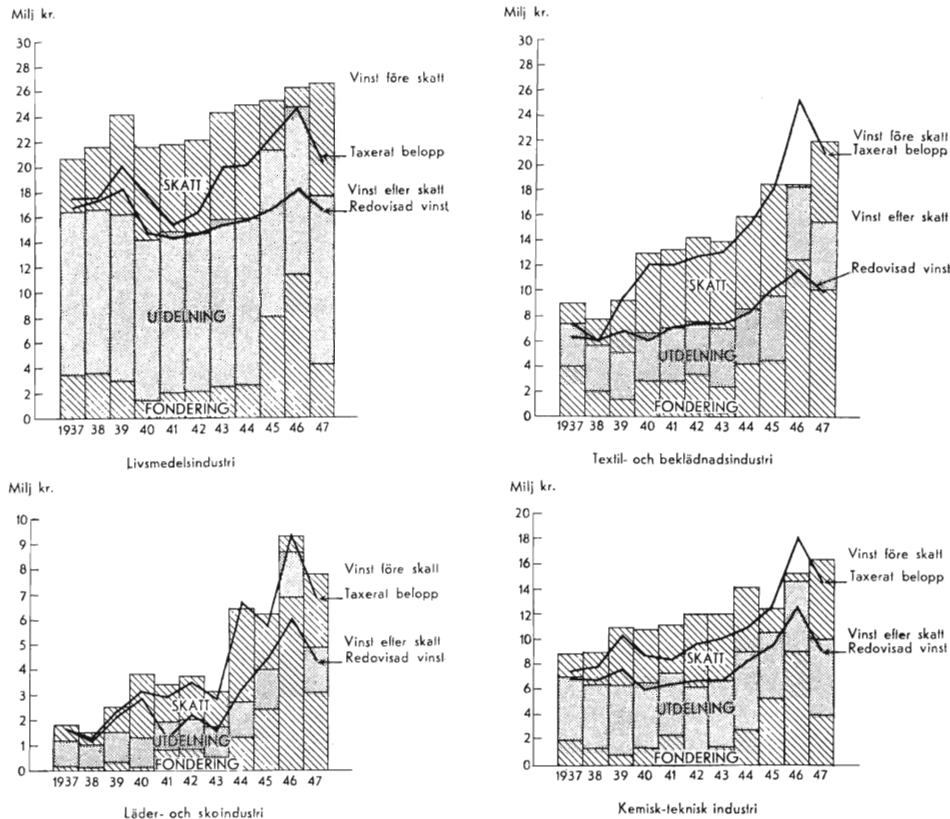 Milj kr.
30
28
26
24
22
20
18
16
14
12
10
8
6
4
2
0
Vinst före skatt
Taxerat belopp
Vinst efter skatt
Redovisad vinst
SKATT
UTDELNING
FONDERING
1937 38 39 40 41 42 43 44 45 46 47
Livsmedelsindustri
Milj kr.
30
28
26
24
22
20
18
16
14
12
10
8
6
4
2
0
Vinst före skatt
Taxerat belopp
Vinst efter skatt
Redovisad vinst
SKATT
UTDELNING
FONDERING
1937 38 39 40 41 42 43 44 45 46 47
Textil- och beklädnadsindustri
Milj kr.
10
9
8
7
6
5
4
3
2
1
0
Vinst före skatt
Taxerat belopp
Vinst efter skatt
Redovisad vinst
SKATT
UTDELNING
FONDERING
1937 38 39 40 41 42 43 44 45 46 47
Läder- och skoindustri
Milj kr.
20
18
16
14
12
10
8
6
4
2
0
Vinst före skatt
Taxerat belopp
Vinst efter skatt
Redovisad vinst
SKATT
UTDELNING
FONDERING
1937 38 39 40 41 42 43 44 45 46 47
Kemisk-teknisk industri